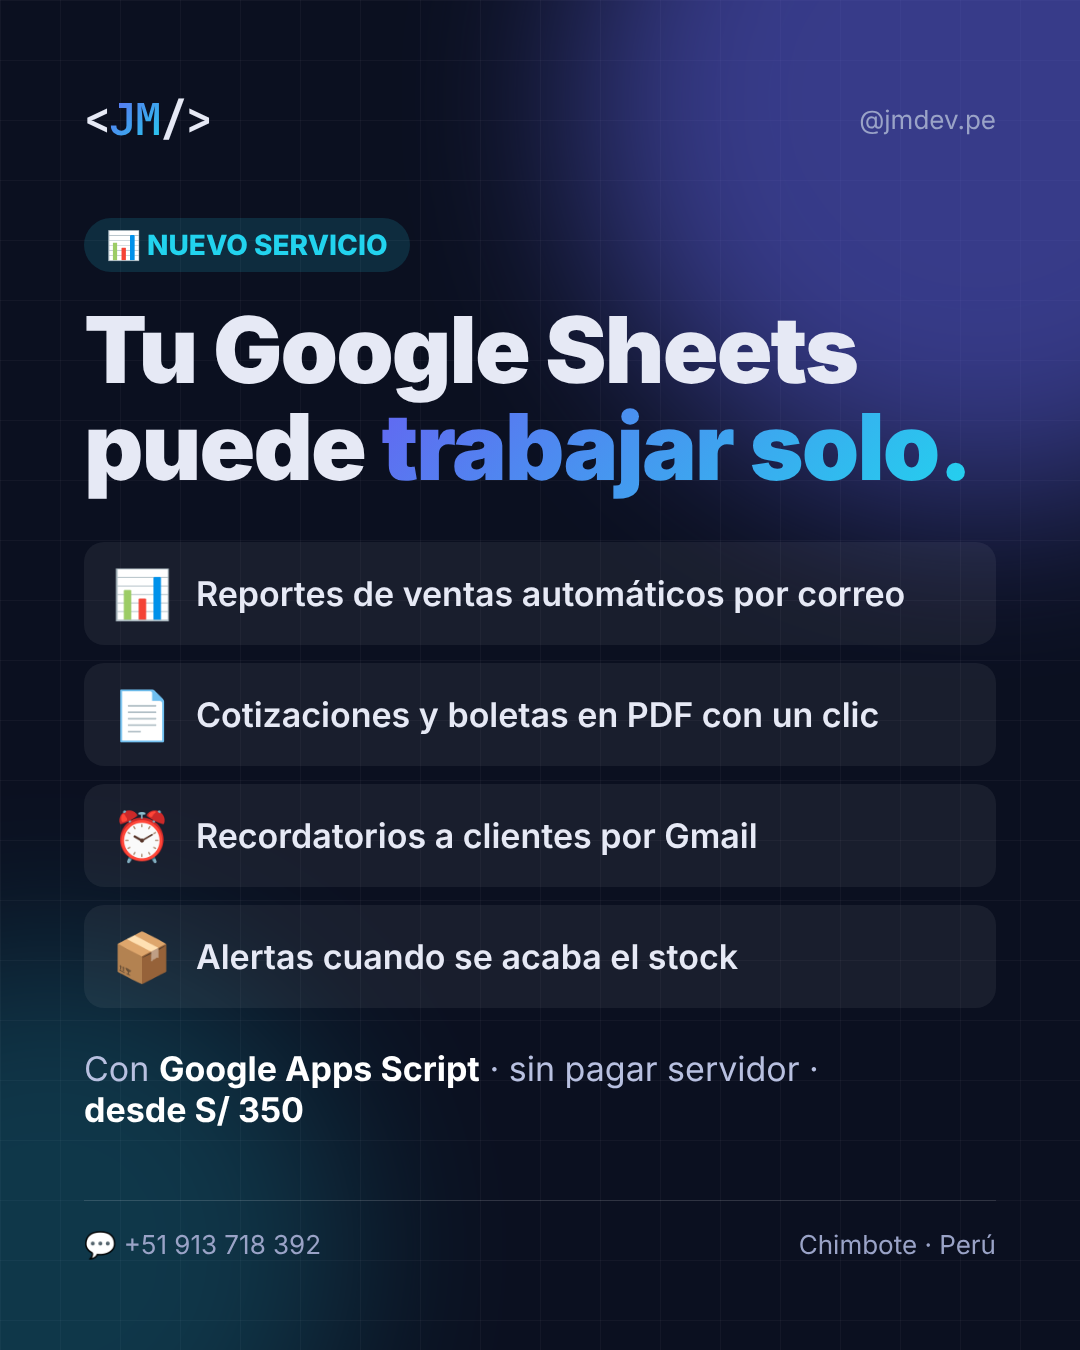 <JM/>
@jmdev.pe
📊 NUEVO SERVICIO
Tu Google Sheets
puede trabajar solo.
📊 Reportes de ventas automáticos por correo
📄 Cotizaciones y boletas en PDF con un clic
⏰ Recordatorios a clientes por Gmail
📦 Alertas cuando se acaba el stock
Con Google Apps Script · sin pagar servidor ·
desde S/ 350
💬 +51 913 718 392
Chimbote · Perú